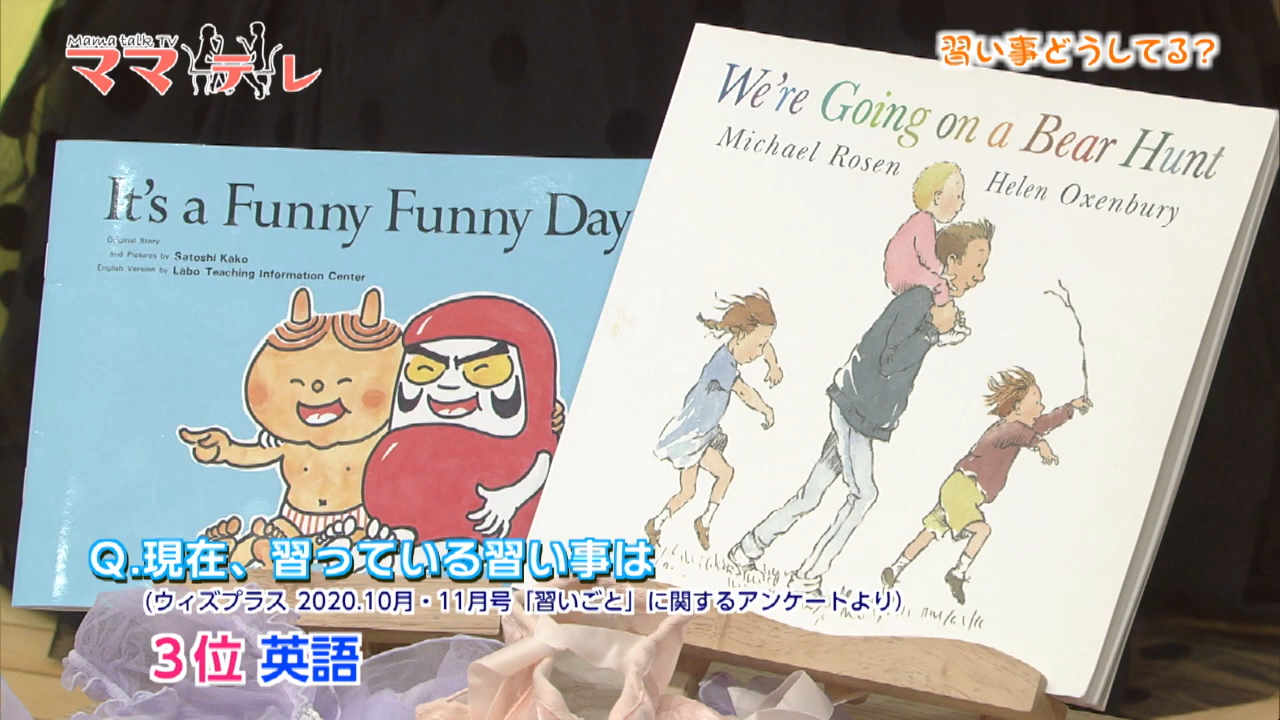 Mama talk TV
ママテレ
習い事どうしてる?
We're Going on a Bear Hunt
Michael Rosen
Helen Oxenbury
It's a Funny Funny Day
Original Story
and Pictures by Satoshi Kako
English Version by Labo Teaching Information Center
Q.現在、習っている習い事は
(ウィズプラス 2020.10月・11月号「習いごと」に関するアンケートより)
3位 英語